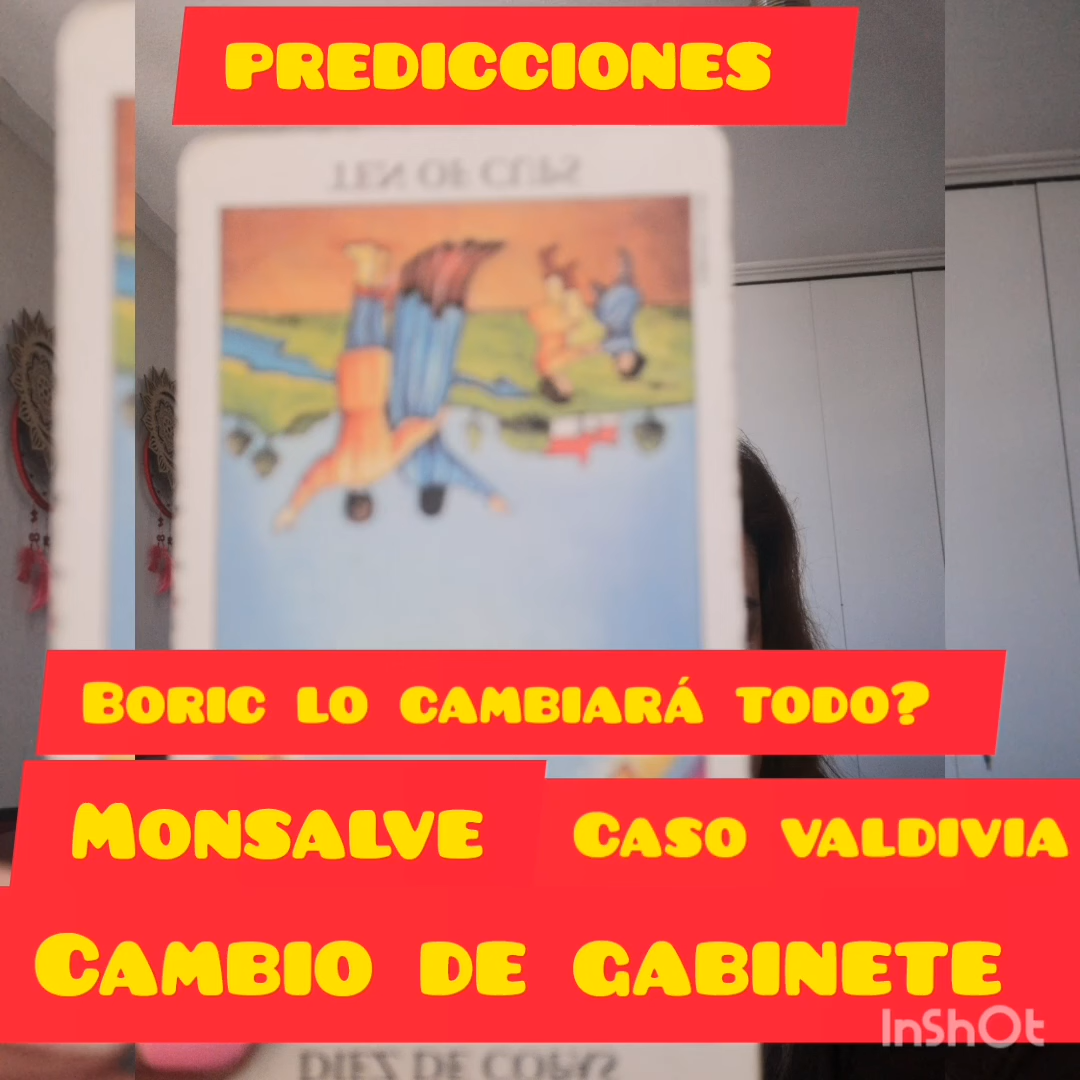 PREDICCIONES
TEN OF CUPS
BORIC LO CAMBIARÁ TODO?
MONSALVE CASO VALDIVIA
CAMBIO DE GABINETE
InShOt
DIEZ DE COPAS